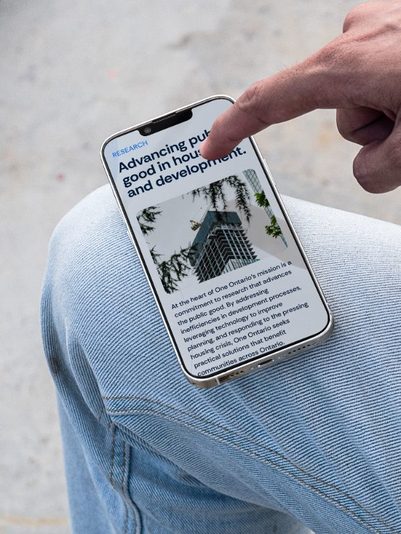 RESEARCH
Advancing pub
good in hou
and development.
At the heart of One Ontario's mission is a
commitment to research that advances
the public good. By addressing
inefficiencies in development processes,
leveraging technology to improve
planning, and responding to the pressing
housing crisis, One Ontario seeks
practical solutions that benefit
communities across Ontario.